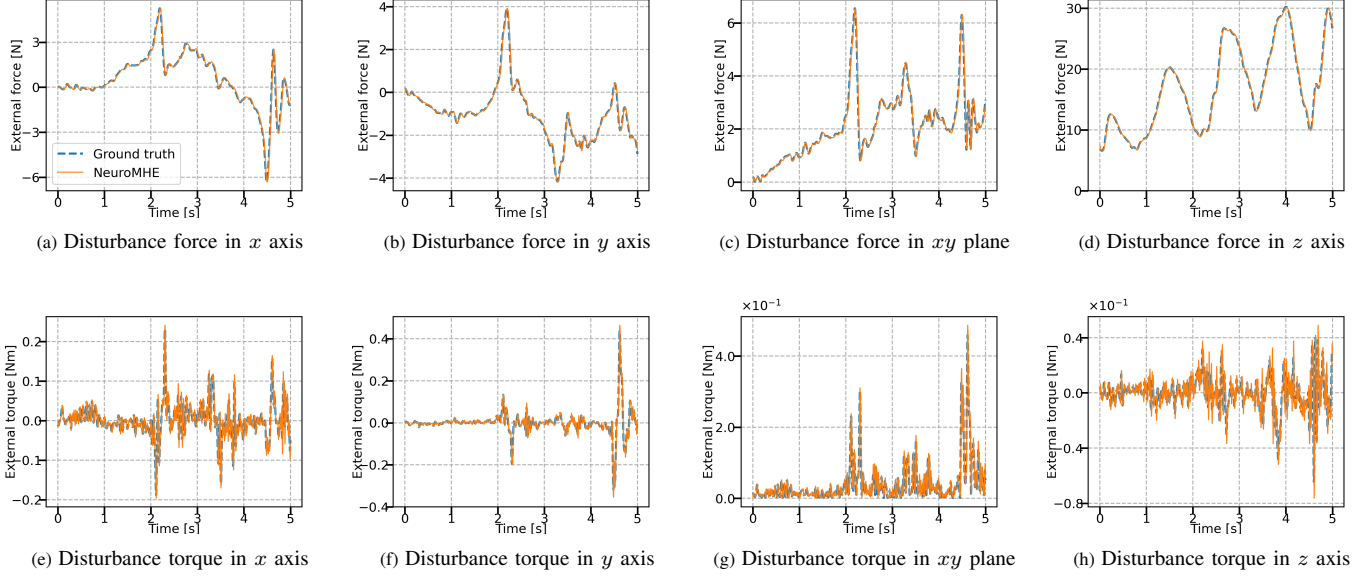 3
0
−3
−6
External force [N]
Ground truth
NeuroMHE
0 1 2 3 4 5
Time [s]
(a) Disturbance force in x axis
4
2
0
−2
−4
External force [N]
0 1 2 3 4 5
Time [s]
(b) Disturbance force in y axis
6
4
2
0
External force [N]
0 1 2 3 4 5
Time [s]
(c) Disturbance force in xy plane
30
20
10
0
External force [N]
0 1 2 3 4 5
Time [s]
(d) Disturbance force in z axis
0.2
0.1
0.0
−0.1
−0.2
External torque [Nm]
0 1 2 3 4 5
Time [s]
(e) Disturbance torque in x axis
0.4
0.2
0.0
−0.2
−0.4
External torque [Nm]
0 1 2 3 4 5
Time [s]
(f) Disturbance torque in y axis
×10⁻¹
4.0
2.0
0.0
External torque [Nm]
0 1 2 3 4 5
Time [s]
(g) Disturbance torque in xy plane
×10⁻¹
0.4
0.0
−0.4
−0.8
External torque [Nm]
0 1 2 3 4 5
Time [s]
(h) Disturbance torque in z axis